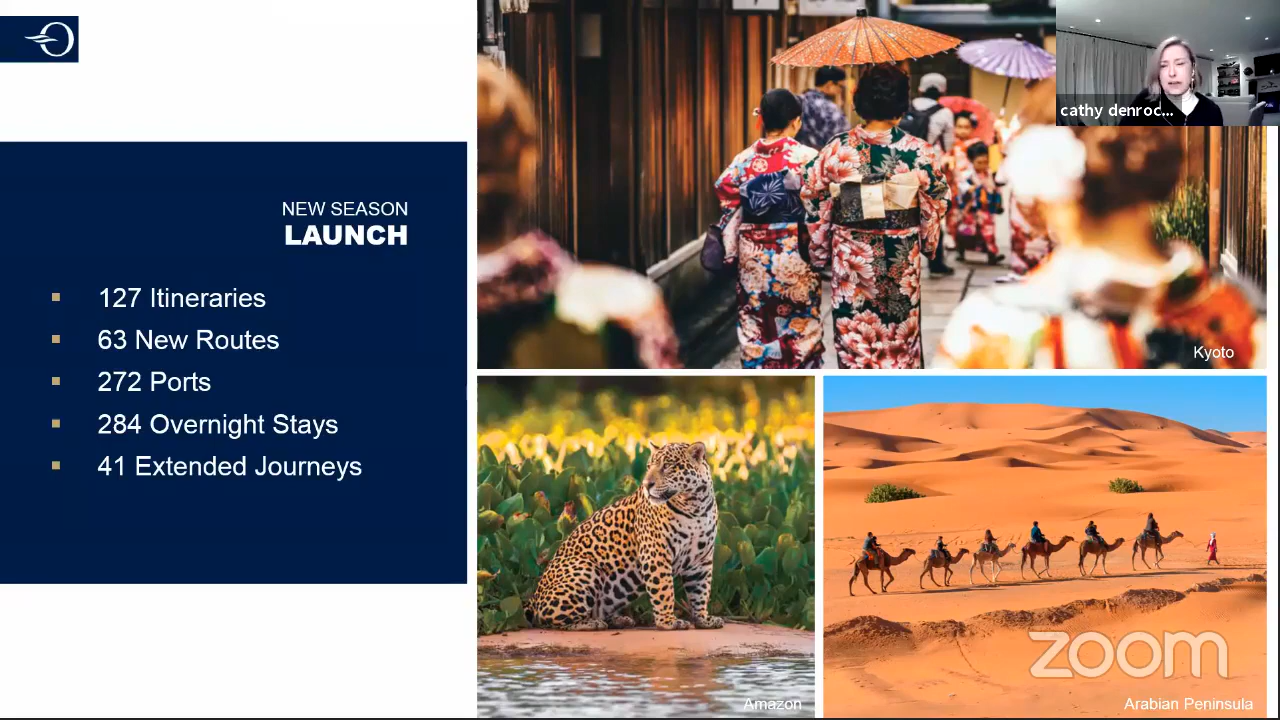 NEW SEASON
LAUNCH
127 Itineraries
63 New Routes
272 Ports
284 Overnight Stays
41 Extended Journeys
cathy denroc...
Kyoto
Amazon
zoom
Arabian Peninsula